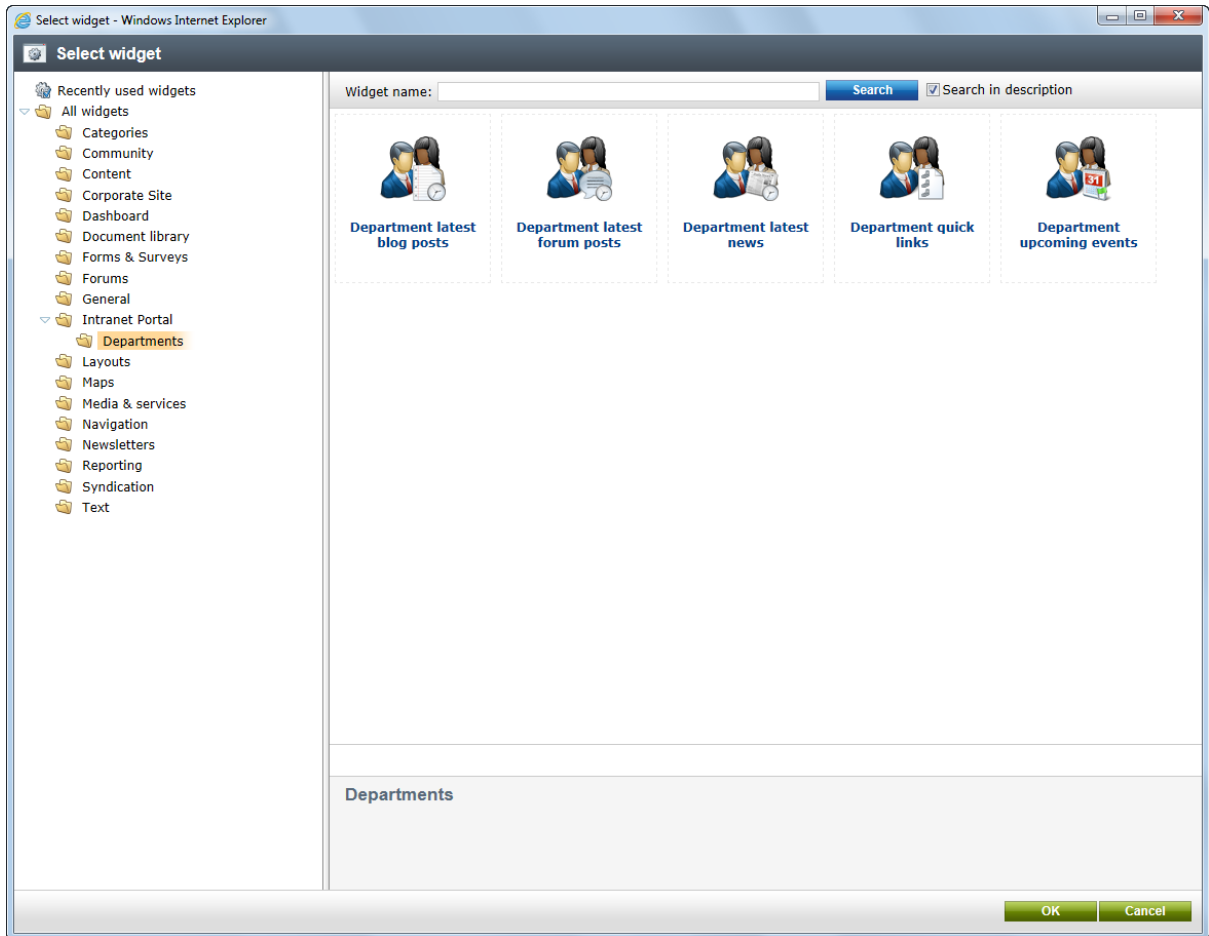 Select widget - Windows Internet Explorer
Select widget
Recently used widgets
All widgets
Categories
Community
Content
Corporate Site
Dashboard
Document library
Forms & Surveys
Forums
General
Intranet Portal
Departments
Layouts
Maps
Media & services
Navigation
Newsletters
Reporting
Syndication
Text
Widget name:
Search
Search in description
Department latest
blog posts
Department latest
forum posts
Department latest
news
Department quick
links
31
Department
upcoming events
Departments
OK
Cancel